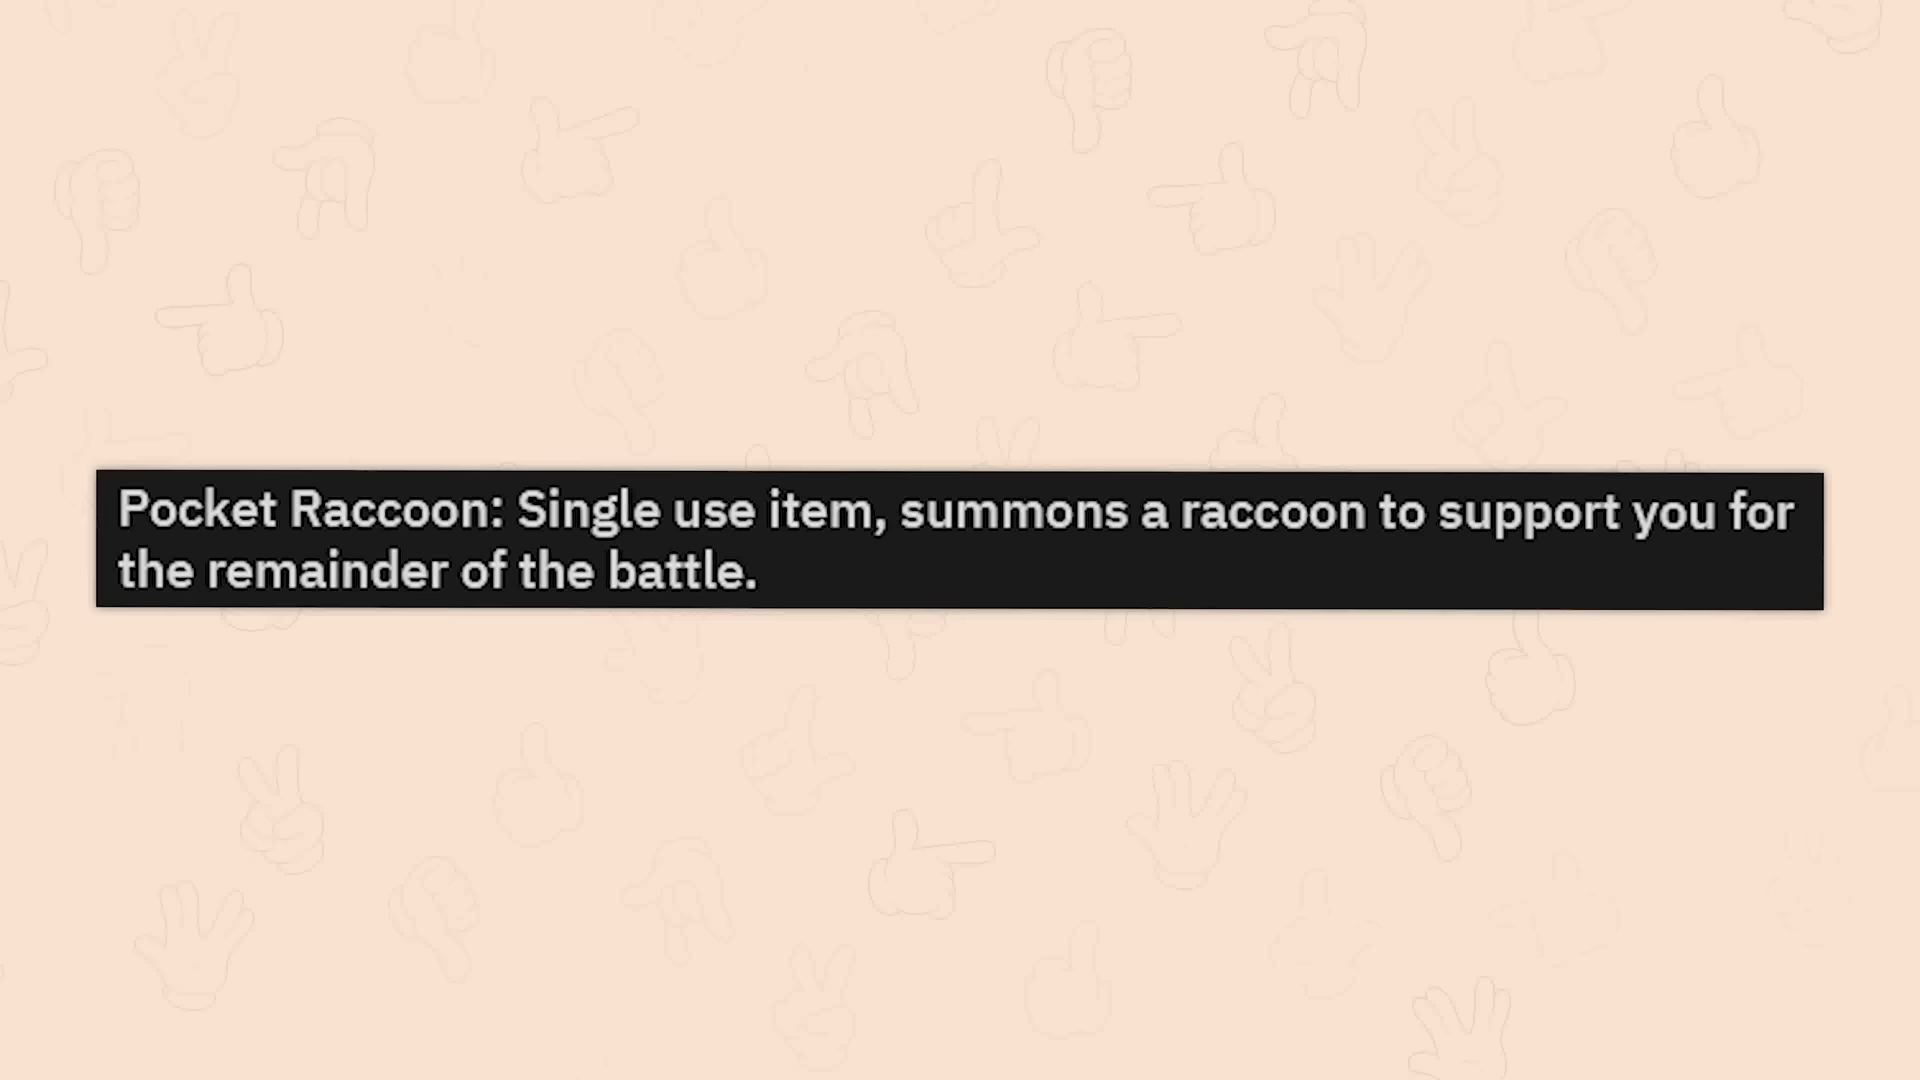 Pocket Raccoon: Single use item, summons a raccoon to support you for
the remainder of the battle.